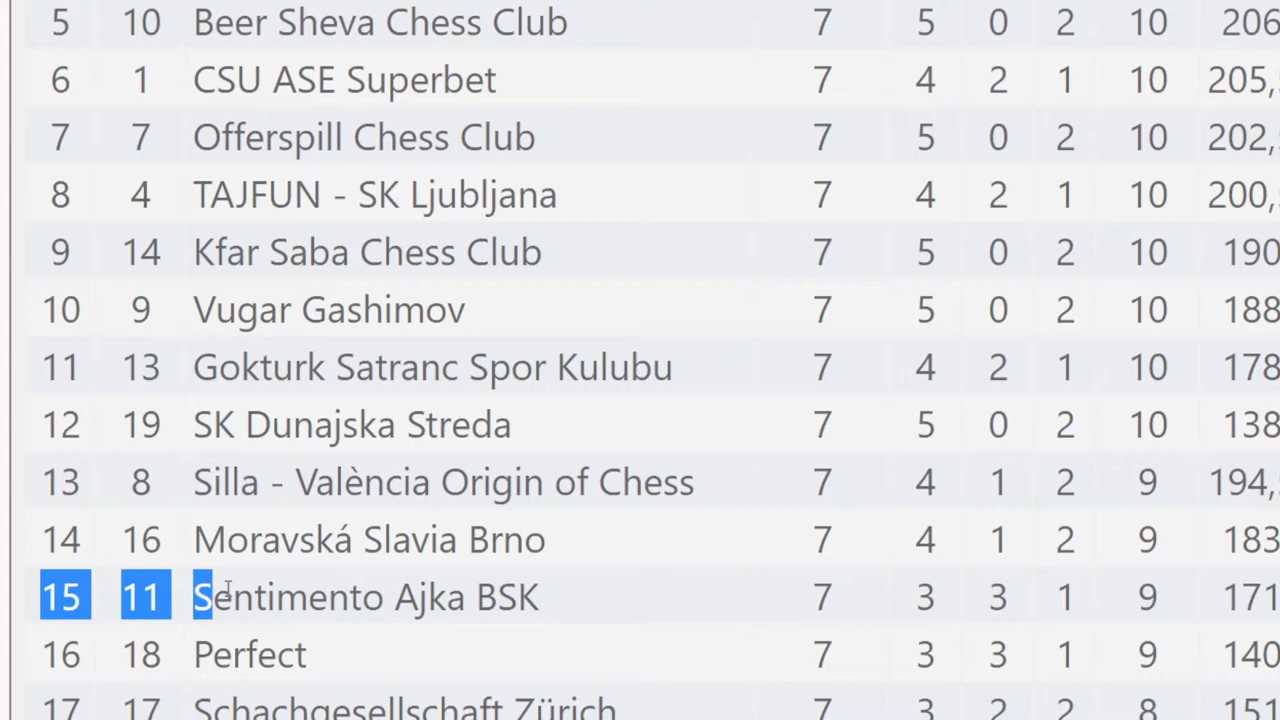 5 10 Beer Sheva Chess Club 7 5 0 2 10 206
6 1 CSU ASE Superbet 7 4 2 1 10 205,
7 7 Offerspill Chess Club 7 5 0 2 10 202,
8 4 TAJFUN - SK Ljubljana 7 4 2 1 10 200,
9 14 Kfar Saba Chess Club 7 5 0 2 10 190
10 9 Vugar Gashimov 7 5 0 2 10 188
11 13 Gokturk Satranc Spor Kulubu 7 4 2 1 10 178
12 19 SK Dunajska Streda 7 5 0 2 10 138
13 8 Silla - València Origin of Chess 7 4 1 2 9 194,
14 16 Moravská Slavia Brno 7 4 1 2 9 183
15 11 Sentimento Ajka BSK 7 3 3 1 9 171
16 18 Perfect 7 3 3 1 9 140
17 17 Schachgesellschaft Zürich 7 3 2 2 8 151